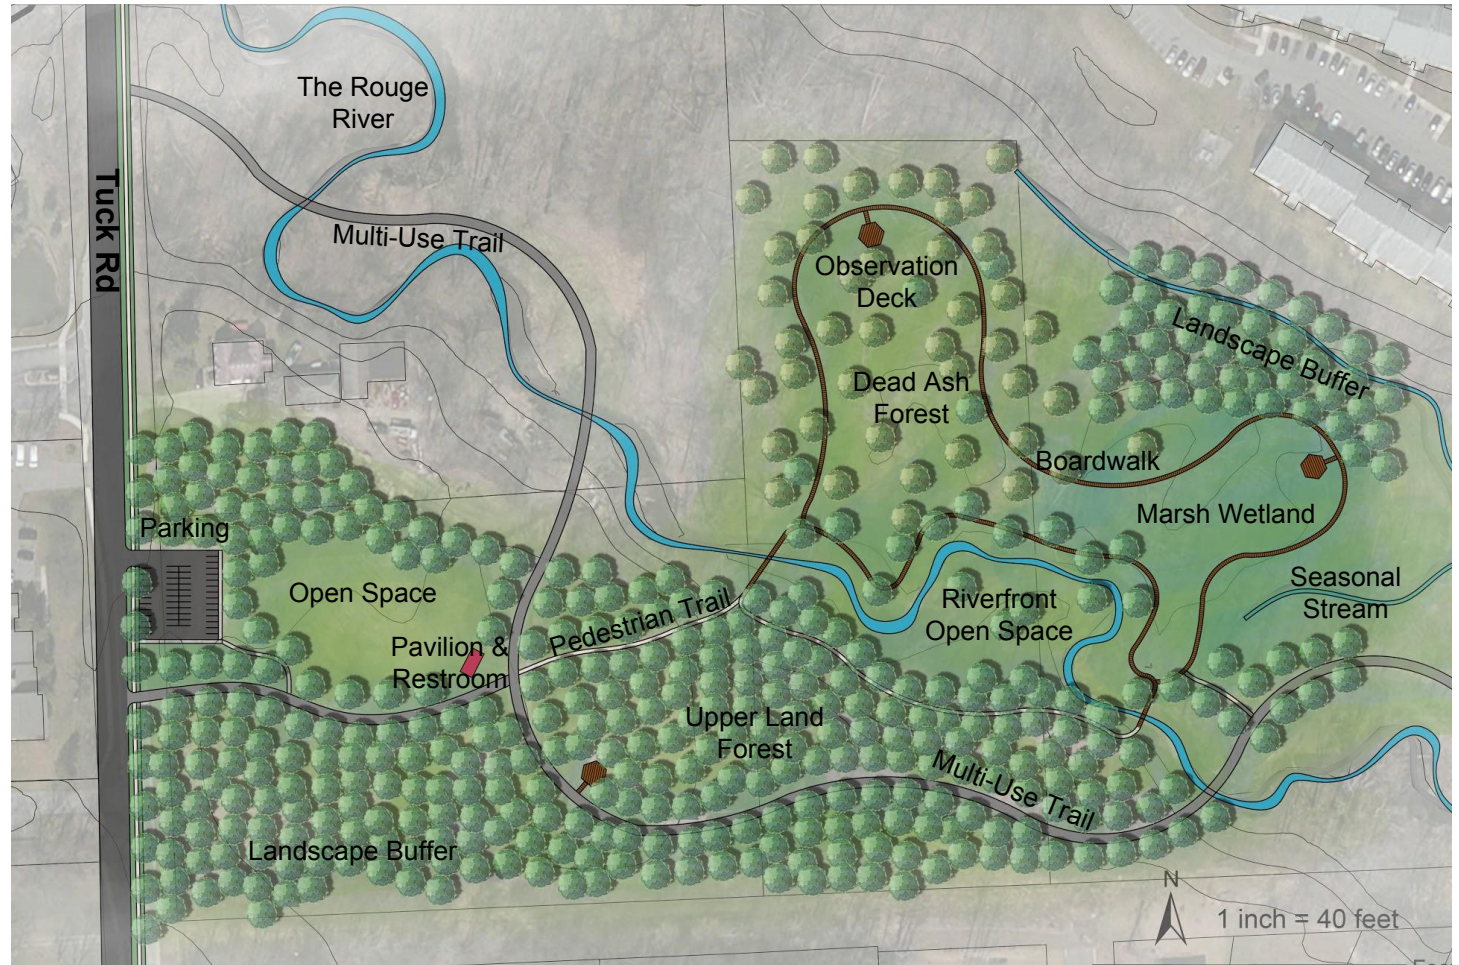 The Rouge
River
Tuck Rd
Multi-Use Trail
Observation
Deck
Landscape Buffer
Dead Ash
Forest
Boardwalk
Marsh Wetland
Parking
Open Space
Seasonal
Stream
Riverfront
Open Space
Pedestrian Trail
Pavilion &
Restroom
Upper Land
Forest
Multi-Use Trail
Landscape Buffer
N
1 inch = 40 feet